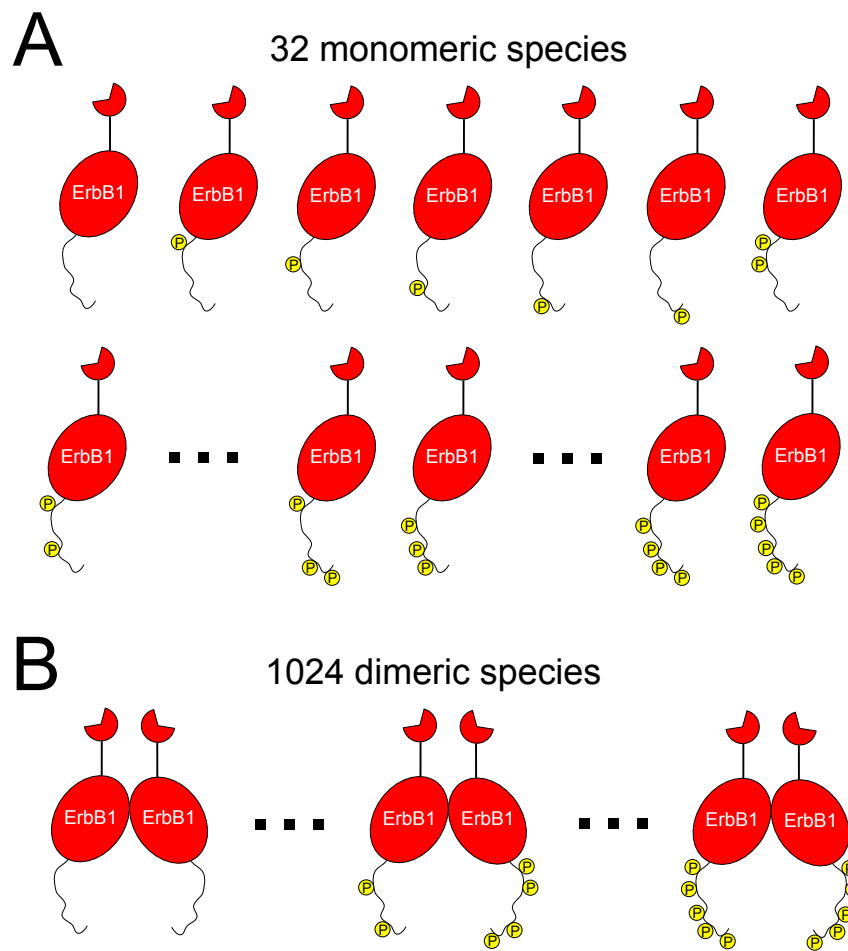 A
32 monomeric species
ErbB1 ErbB1 ErbB1 ErbB1 ErbB1 ErbB1 ErbB1
P P
P P
P
P
P
ErbB1 ErbB1 ErbB1 ErbB1 ErbB1
P P P
P P P
P P P P
P P P P
P P P
B
1024 dimeric species
ErbB1 ErbB1 ErbB1 ErbB1 ErbB1 ErbB1
P P P
P P P P
P P
P P P P
P P P P